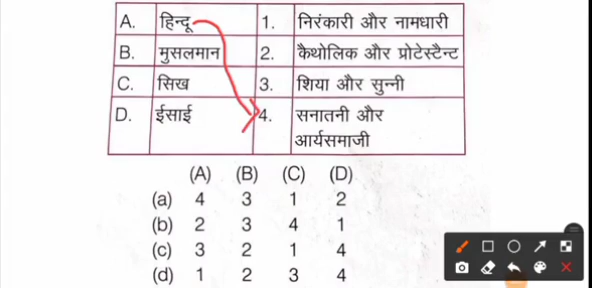 A. हिन्दू 1. निरंकारी और नामधारी
B. मुसलमान 2. कैथोलिक और प्रोटेस्टैन्ट
C. सिख 3. शिया और सुन्नी
D. ईसाई 4. सनातनी और
आर्यसमाजी
(A) (B) (C) (D)
(a) 4 3 1 2
(b) 2 3 4 1
(c) 3 2 1 4
(d) 1 2 3 4